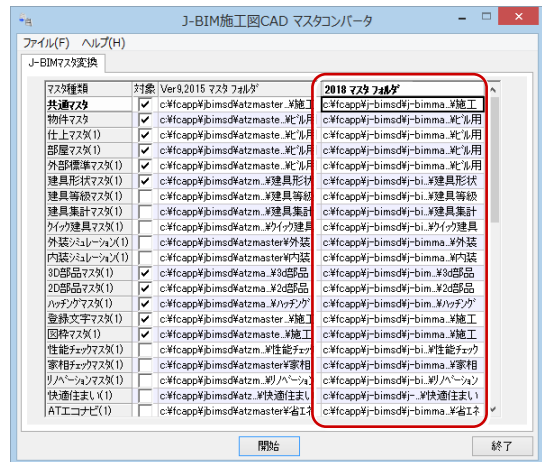 J-BIM施工図CAD マスタコンバータ
ファイル(F) ヘルプ(H)
J-BIMマスタ変換
マスタ種類 対象 Ver9,2015 マスタ フォルダ 2018 マスタ フォルダ
共通マスタ c:¥fcapp¥jbimsd¥atzmaster..¥施工 c:¥fcapp¥j-bimsd¥j-bimma..¥施工
物件マスタ c:¥fcapp¥jbimsd¥atzmaste..¥ビル用 c:¥fcapp¥j-bimsd¥j-bimma..¥ビル用
仕上マスタ(1) c:¥fcapp¥jbimsd¥atzmaste..¥ビル用 c:¥fcapp¥j-bimsd¥j-bimma..¥ビル用
部屋マスタ(1) c:¥fcapp¥jbimsd¥atzmaste..¥ビル用 c:¥fcapp¥j-bimsd¥j-bimma..¥ビル用
外部標準マスタ(1) c:¥fcapp¥jbimsd¥atzmaste..¥ビル用 c:¥fcapp¥j-bimsd¥j-bimma..¥ビル用
建具形状マスタ(1) c:¥fcapp¥jbimsd¥atzm..¥建具形状 c:¥fcapp¥j-bimsd¥j-bi..¥建具形状
建具等級マスタ(1) c:¥fcapp¥jbimsd¥atzm..¥建具等級 c:¥fcapp¥j-bimsd¥j-bi..¥建具等級
建具集計マスタ(1) c:¥fcapp¥jbimsd¥atzm..¥建具集計 c:¥fcapp¥j-bimsd¥j-bi..¥建具集計
クイック建具マスタ(1) c:¥fcapp¥jbimsd¥atzm..¥クイック建具 c:¥fcapp¥j-bimsd¥j-bi..¥クイック建具
外装シミュレーション(1) c:¥fcapp¥jbimsd¥atzmaster¥外装 c:¥fcapp¥j-bimsd¥j-bimma..¥外装
内装シミュレーション(1) c:¥fcapp¥jbimsd¥atzmaster¥内装 c:¥fcapp¥j-bimsd¥j-bimma..¥内装
3D部品マスタ(1) c:¥fcapp¥jbimsd¥atzma..¥3d部品 c:¥fcapp¥j-bimsd¥j-bim..¥3d部品
2D部品マスタ(1) c:¥fcapp¥jbimsd¥atzma..¥2d部品 c:¥fcapp¥j-bimsd¥j-bim..¥2d部品
ハッチングマスタ(1) c:¥fcapp¥jbimsd¥atzma..¥ハッチング c:¥fcapp¥j-bimsd¥j-bim..¥ハッチング
登録文字マスタ(1) c:¥fcapp¥jbimsd¥atzmaster..¥施工 c:¥fcapp¥j-bimsd¥j-bimma..¥施工
図枠マスタ(1) c:¥fcapp¥jbimsd¥atzmaste..¥施工 c:¥fcapp¥j-bimsd¥j-bimma..¥施工
性能チェックマスタ(1) c:¥fcapp¥jbimsd¥atzm..¥性能チェック c:¥fcapp¥j-bimsd¥j-bi..¥性能チェック
家相チェックマスタ(1) c:¥fcapp¥jbimsd¥atzmaster¥家相 c:¥fcapp¥j-bimsd¥j-bimma..¥家相
リノベーションマスタ(1) c:¥fcapp¥jbimsd¥atzm..¥リノベーション c:¥fcapp¥j-bimsd¥j-bi..¥リノベーション
快適住まい(1) c:¥fcapp¥jbimsd¥atz..¥快適住まい c:¥fcapp¥j-bimsd¥j-..¥快適住まい
ATエコナビ(1) c:¥fcapp¥jbimsd¥atzmaster¥省エネ c:¥fcapp¥j-bimsd¥j-bimma..¥省エネ
開始 終了